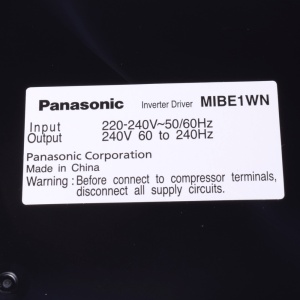 Panasonic Inverter Driver MIBE1WN
Input 220-240V~50/60Hz
Output 240V 60 to 240Hz
Panasonic Corporation
Made in China
Warning : Before connect to compressor terminals,
disconnect all supply circuits.